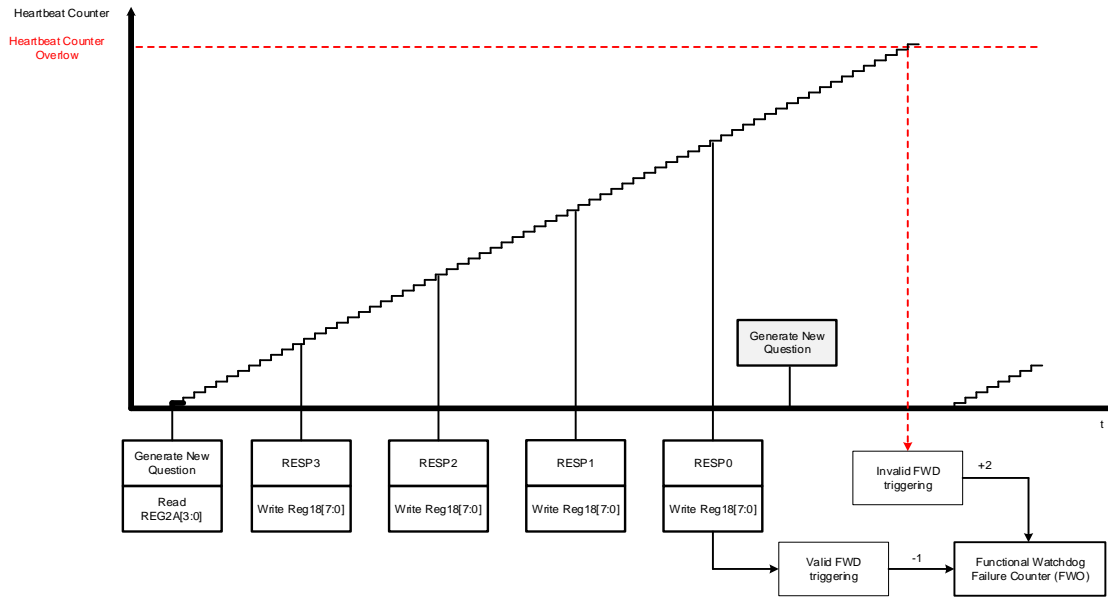 Heartbeat Counter
Heartbeat Counter
Overlow
Generate New
Question
t
Generate New
Question
Read
REG2A[3:0]
RESP3
Write Reg18[7:0]
RESP2
Write Reg18[7:0]
RESP1
Write Reg18[7:0]
RESP0
Write Reg18[7:0]
Invalid FWD
triggering
+2
Valid FWD
triggering
-1
Functional Watchdog
Failure Counter (FWO)